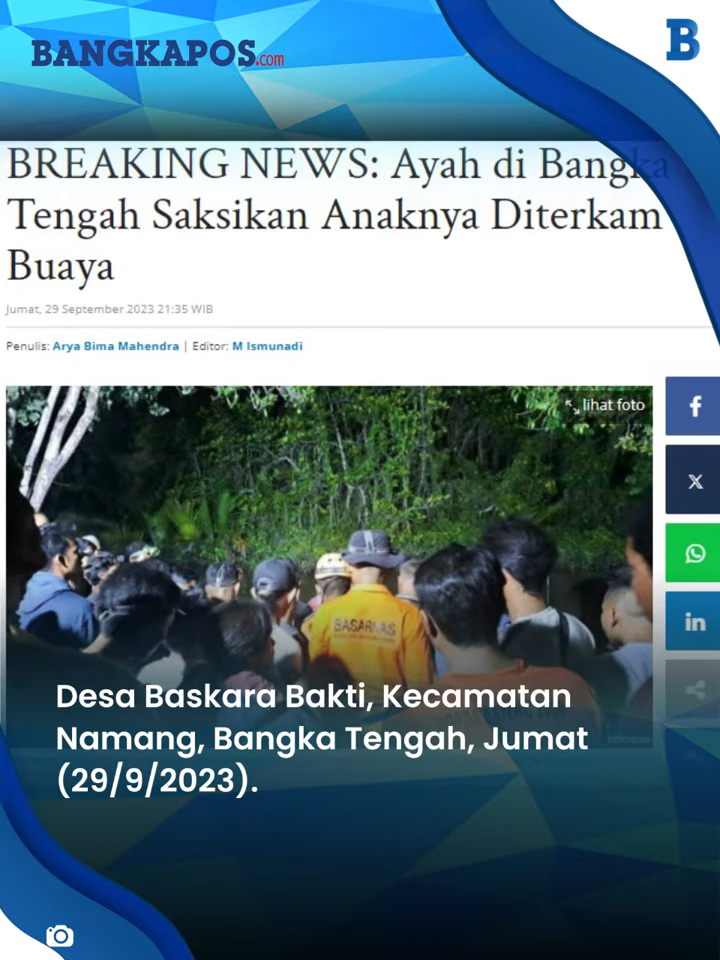 BANGKAPOS.com
B
BREAKING NEWS: Ayah di Bangka
Tengah Saksikan Anaknya Diterkam
Buaya
Jumat, 29 September 2023 21:35 WIB
Penulis: Arya Bima Mahendra | Editor: M Ismunadi
lihat foto
BASARNAS
Desa Baskara Bakti, Kecamatan
Namang, Bangka Tengah, Jumat
(29/9/2023).